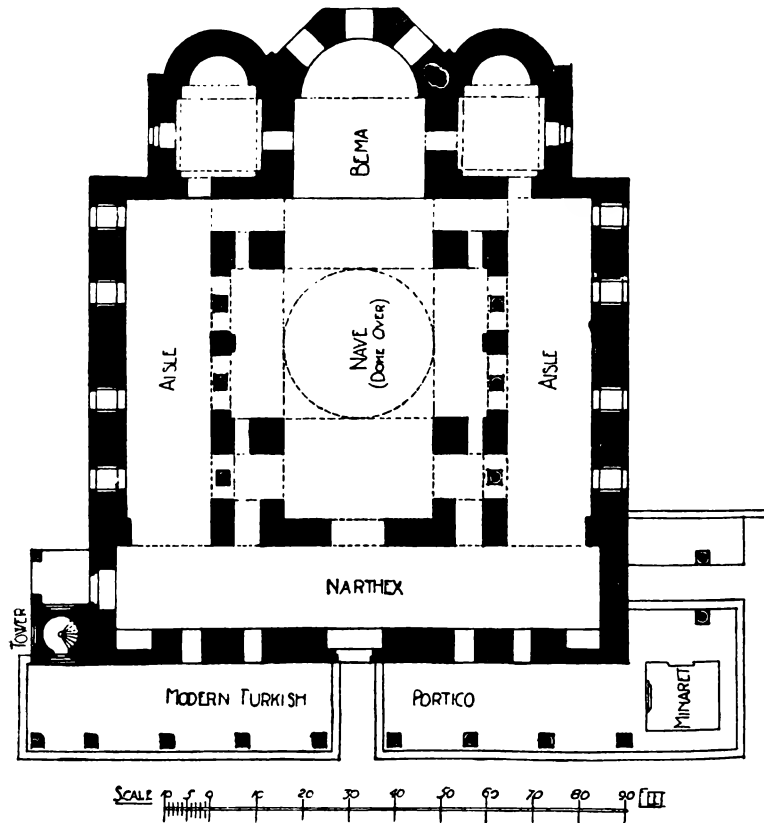 BEMA
AISLE
NAVE
(DOME OVER)
AISLE
NARTHEX
TOWER
MODERN TURKISH PORTICO
MINARET
SCALE 10 5 0 10 20 30 40 50 60 70 80 90 FEET